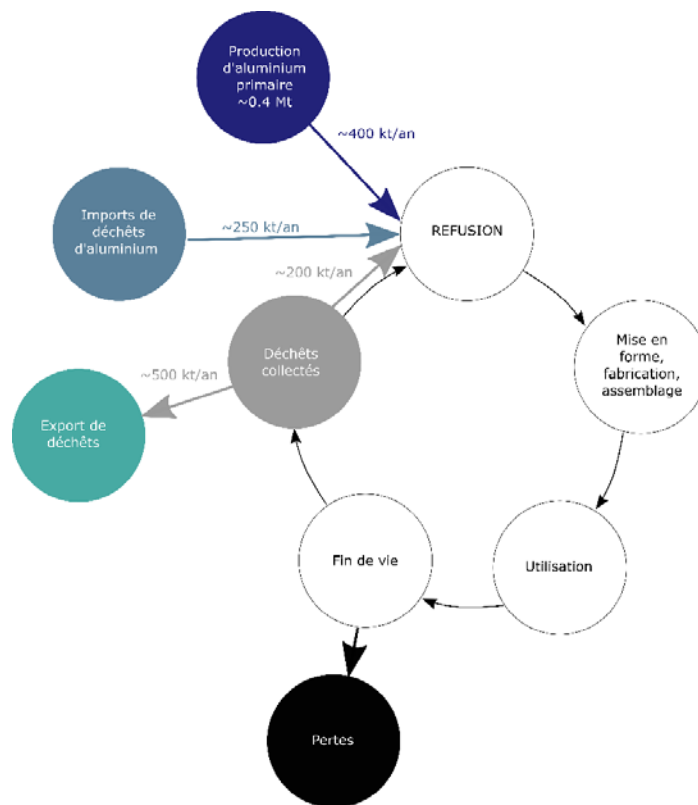 Production
d'aluminium
primaire
~0.4 Mt
~400 kt/an
Imports de
déchêts
d'aluminium
~250 kt/an
REFUSION
~200 kt/an
Déchêts
collectés
Mise en
forme,
fabrication,
assemblage
~500 kt/an
Export de
déchêts
Fin de vie
Utilisation
Pertes